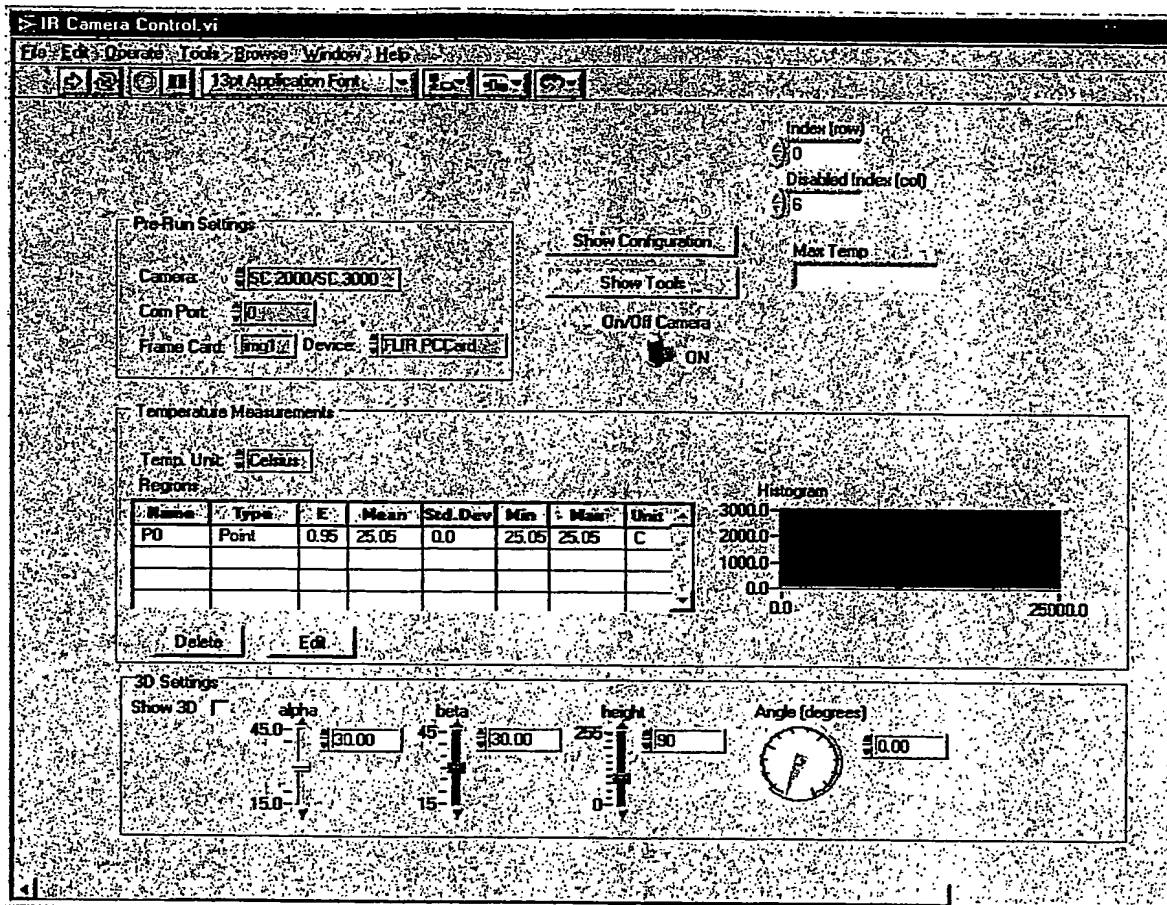 IR Camera Control.vi
File Edit Operate Tools Browse Window Help
13pt Application Font
Index (row)
0
Disabled Index (col)
6
Pre-Run Settings
Show Configuration
Max Temp
Camera: SC 2000/SC 3000
Show Tools
Com Port: 0
On/Off Camera
Frame Card: img1 Device: FLIR PCCard
ON
Temperature Measurements
Temp. Unit: Celsius
Regions
Histogram
Name Type E Mean Std.Dev Min Max Unit
P0 Point 0.95 25.05 0.0 25.05 25.05 C
3000.0
2000.0
1000.0
0.0
0.0 25000.0
Delete Edit
3D Settings
Show 3D
alpha beta height Angle (degrees)
45.0 30.00 45 30.00 255 90 0.00
15.0 15 0